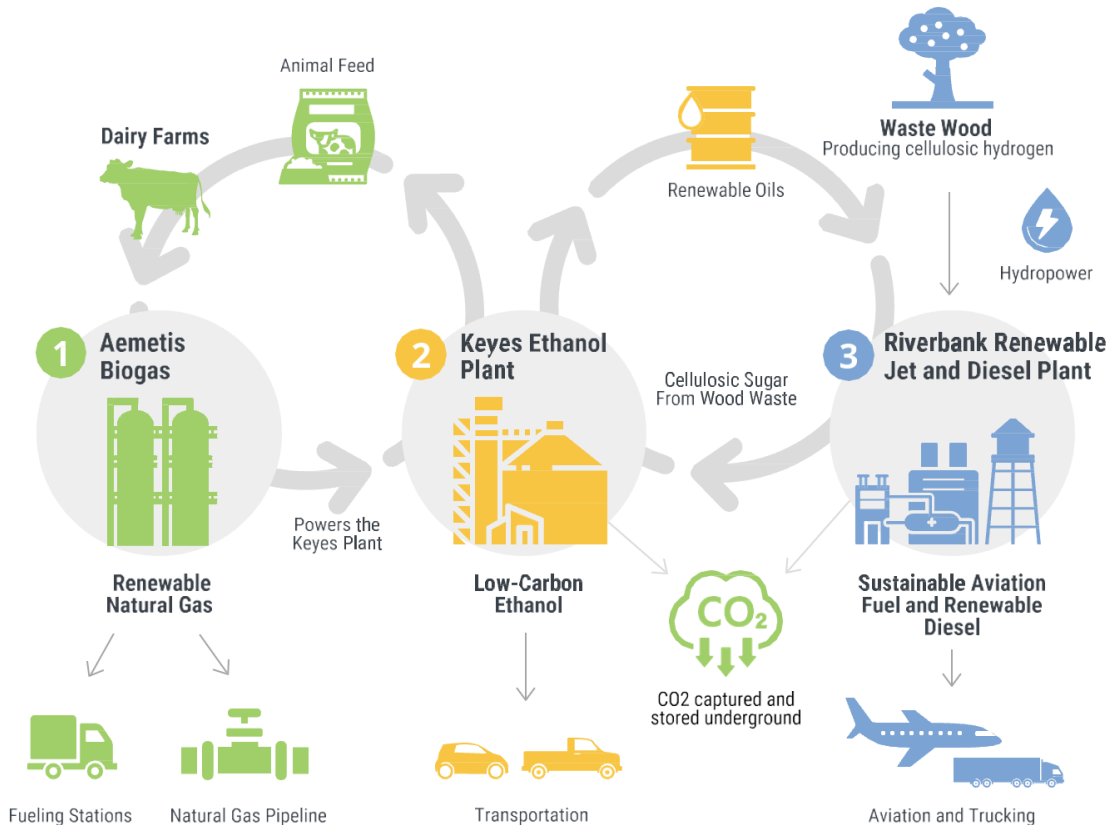 Animal Feed
Dairy Farms
Renewable Oils
Waste Wood
Producing cellulosic hydrogen
Hydropower
1
Aemetis
Biogas
2
Keyes Ethanol
Plant
Cellulosic Sugar
From Wood Waste
3
Riverbank Renewable
Jet and Diesel Plant
Powers the
Keyes Plant
Renewable
Natural Gas
Low-Carbon
Ethanol
CO2
CO2 captured and
stored underground
Sustainable Aviation
Fuel and Renewable
Diesel
Fueling Stations
Natural Gas Pipeline
Transportation
Aviation and Trucking